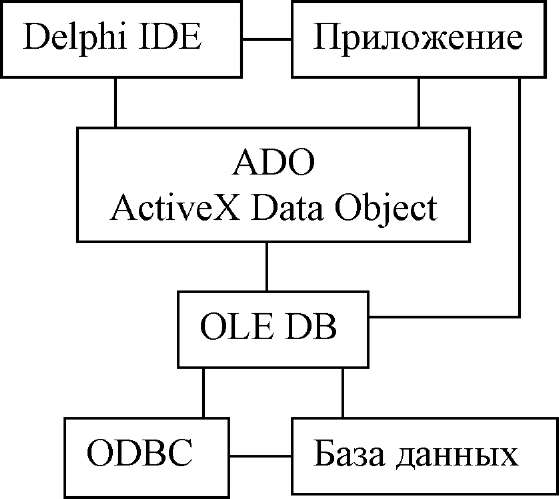 Delphi IDE
Приложение
ADO
ActiveX Data Object
OLE DB
ODBC
База данных